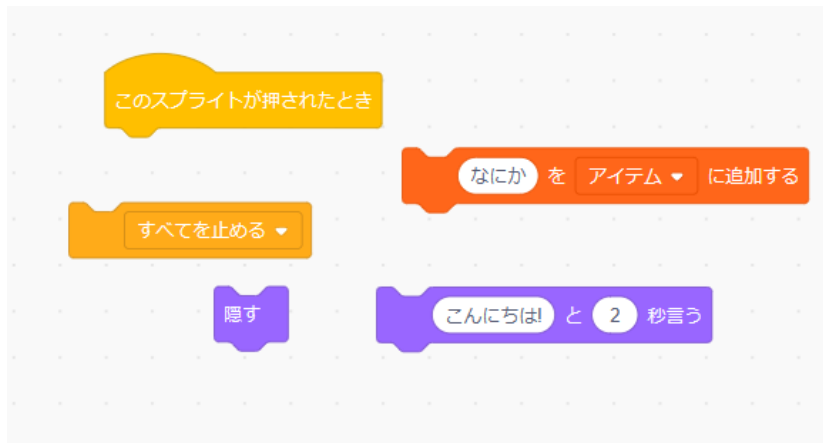 このスプライトが押されたとき
なにか を アイテム に追加する
すべてを止める
隠す
こんにちは! と 2 秒言う